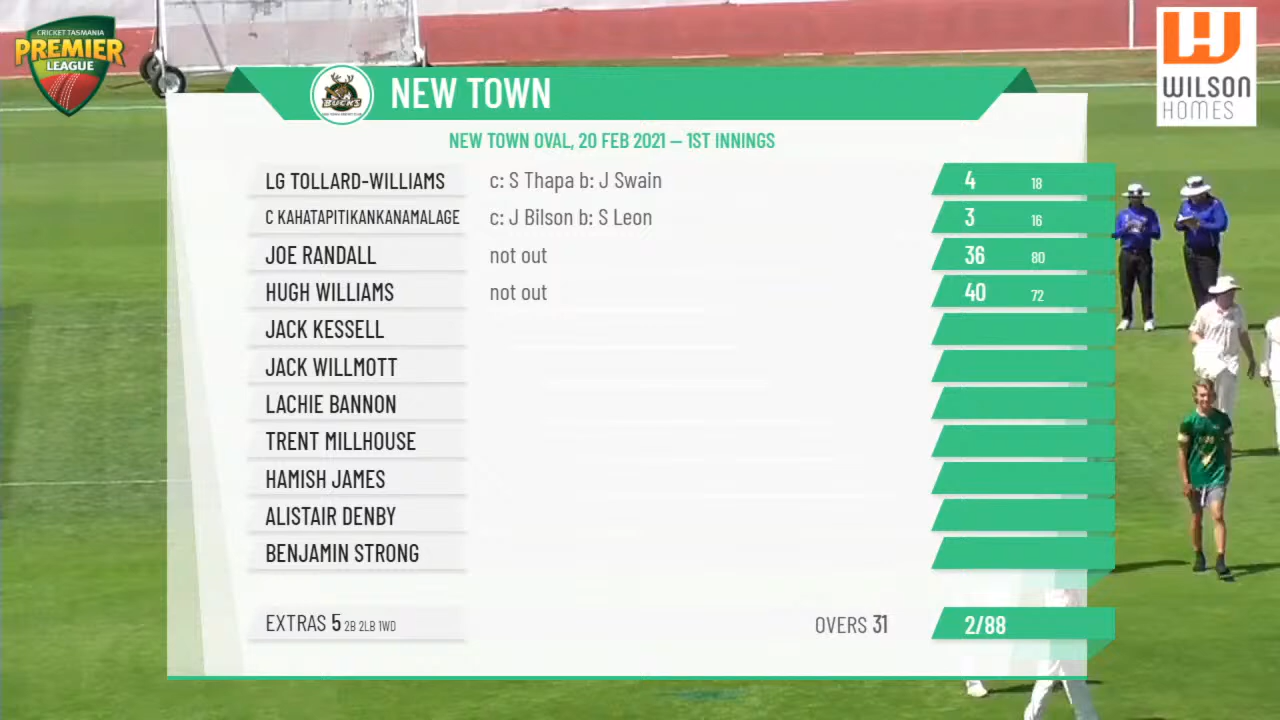 CRICKET TASMANIA
PREMIER
LEAGUE
WILSON
HOMES
BUCKS
NEW TOWN
NEW TOWN OVAL, 20 FEB 2021 – 1ST INNINGS
LG TOLLARD-WILLIAMS c: S Thapa b: J Swain 4 18
C KAHATAPITIKANKANAMALAGE c: J Bilson b: S Leon 3 16
JOE RANDALL not out 36 80
HUGH WILLIAMS not out 40 72
JACK KESSELL
JACK WILLMOTT
LACHIE BANNON
TRENT MILLHOUSE
HAMISH JAMES
ALISTAIR DENBY
BENJAMIN STRONG
EXTRAS 5 2B 2LB 1WD OVERS 31 2/88